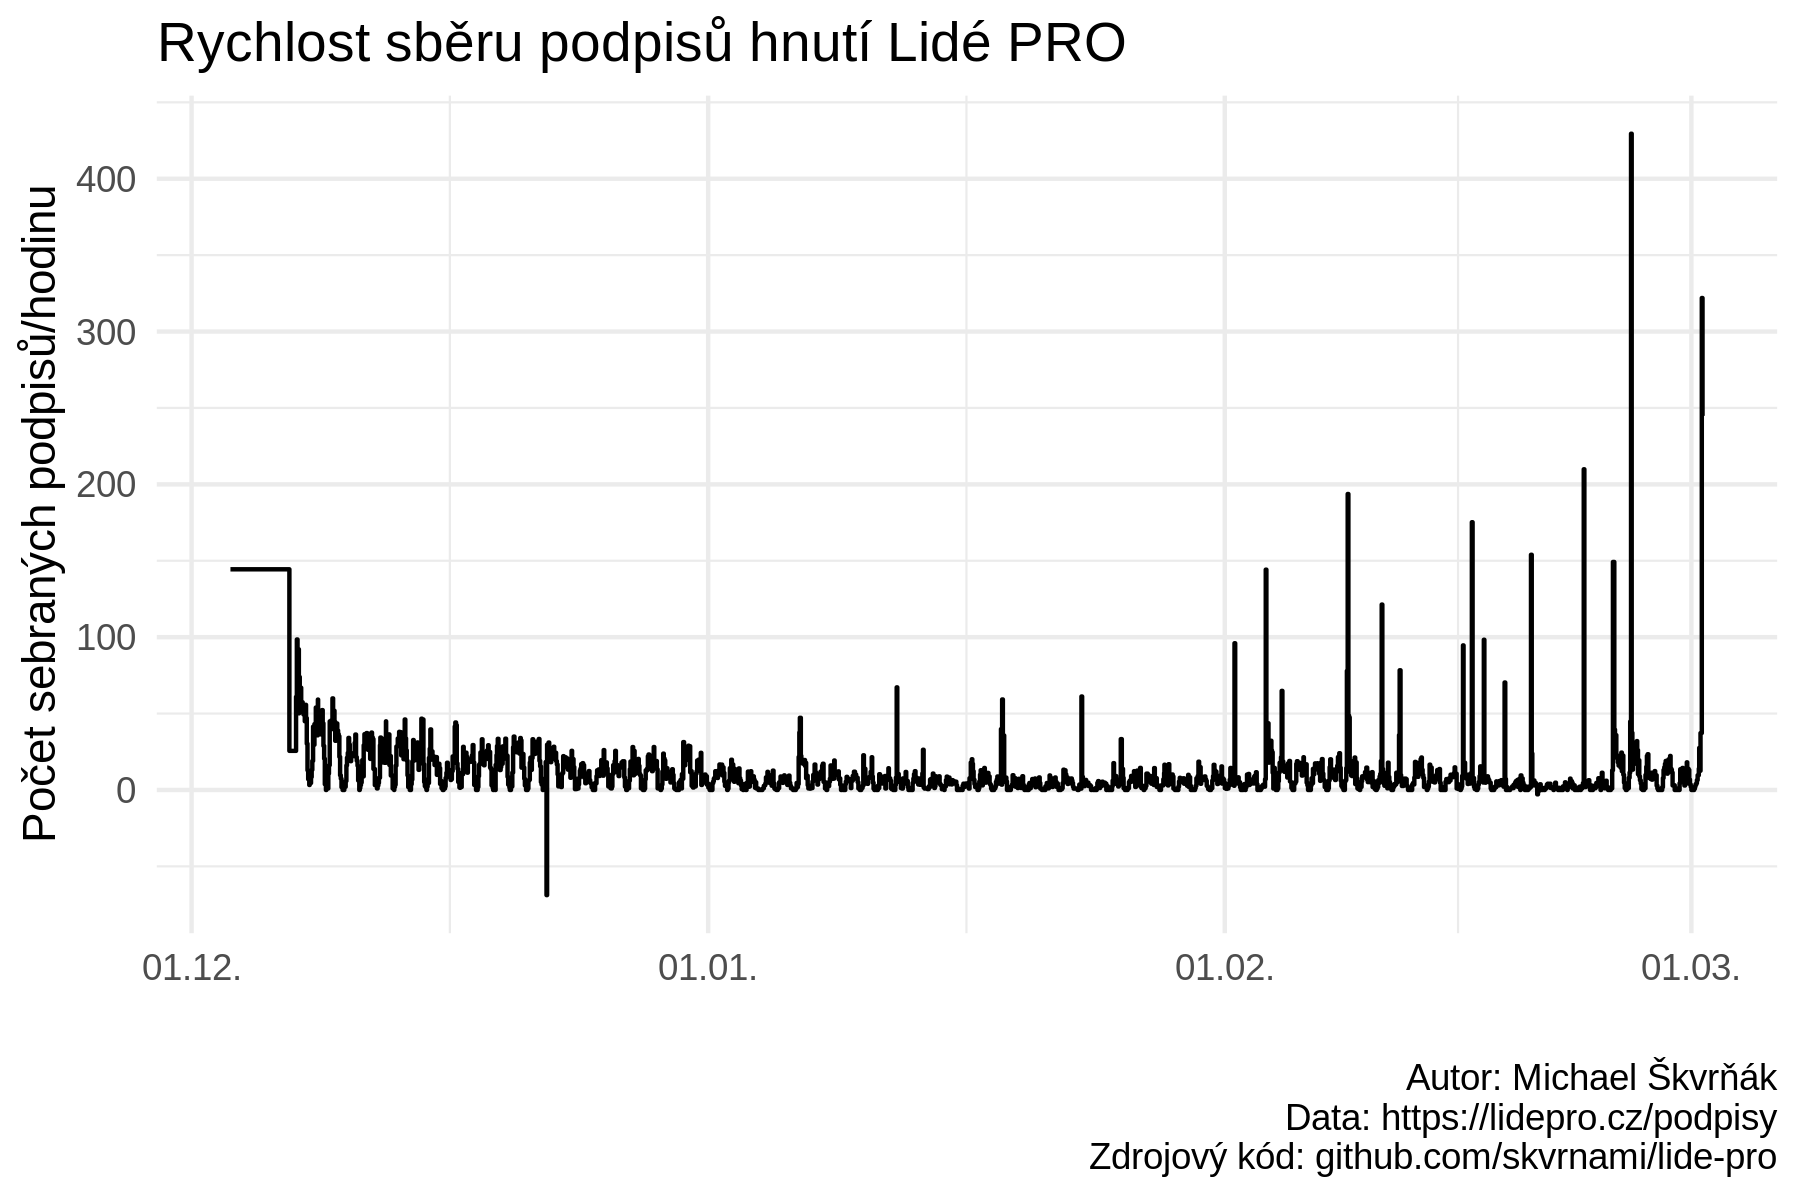 Rychlost sběru podpisů hnutí Lidé PRO
Počet sebraných podpisů/hodinu
400
300
200
100
0
01.12.
01.01.
01.02.
01.03.
Autor: Michael Škvrňák
Data: https://lidepro.cz/podpisy
Zdrojový kód: github.com/skvrnami/lide-pro